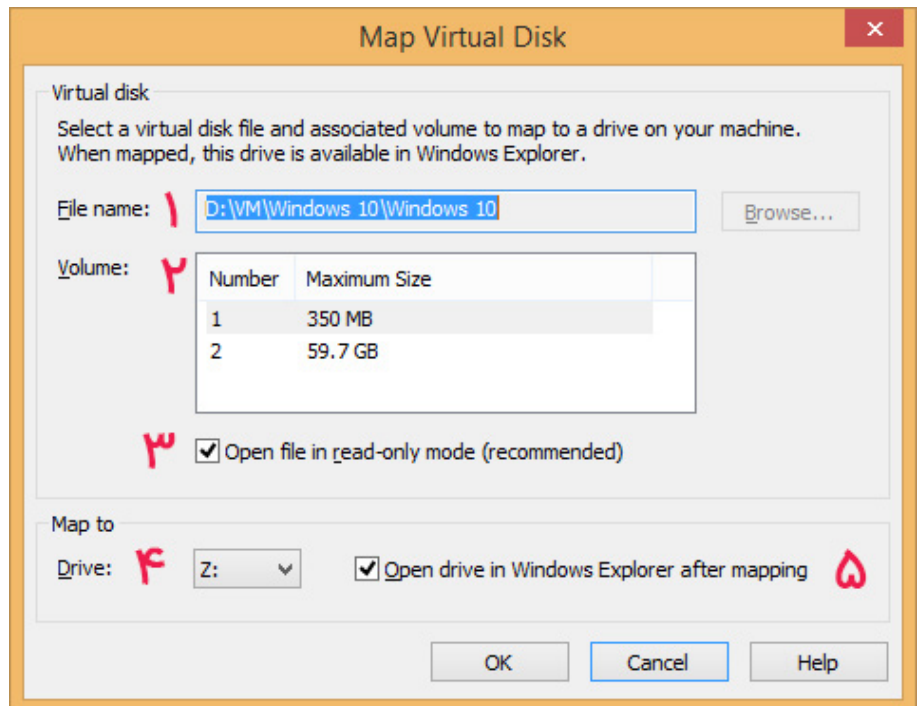 Map Virtual Disk
Virtual disk
Select a virtual disk file and associated volume to map to a drive on your machine.
When mapped, this drive is available in Windows Explorer.
File name: ۱ D:\VM\Windows 10\Windows 10 Browse...
Volume: ۲
Number Maximum Size
1 350 MB
2 59.7 GB
۳ Open file in read-only mode (recommended)
Map to
Drive: ۴ Z: Open drive in Windows Explorer after mapping ۵
OK Cancel Help